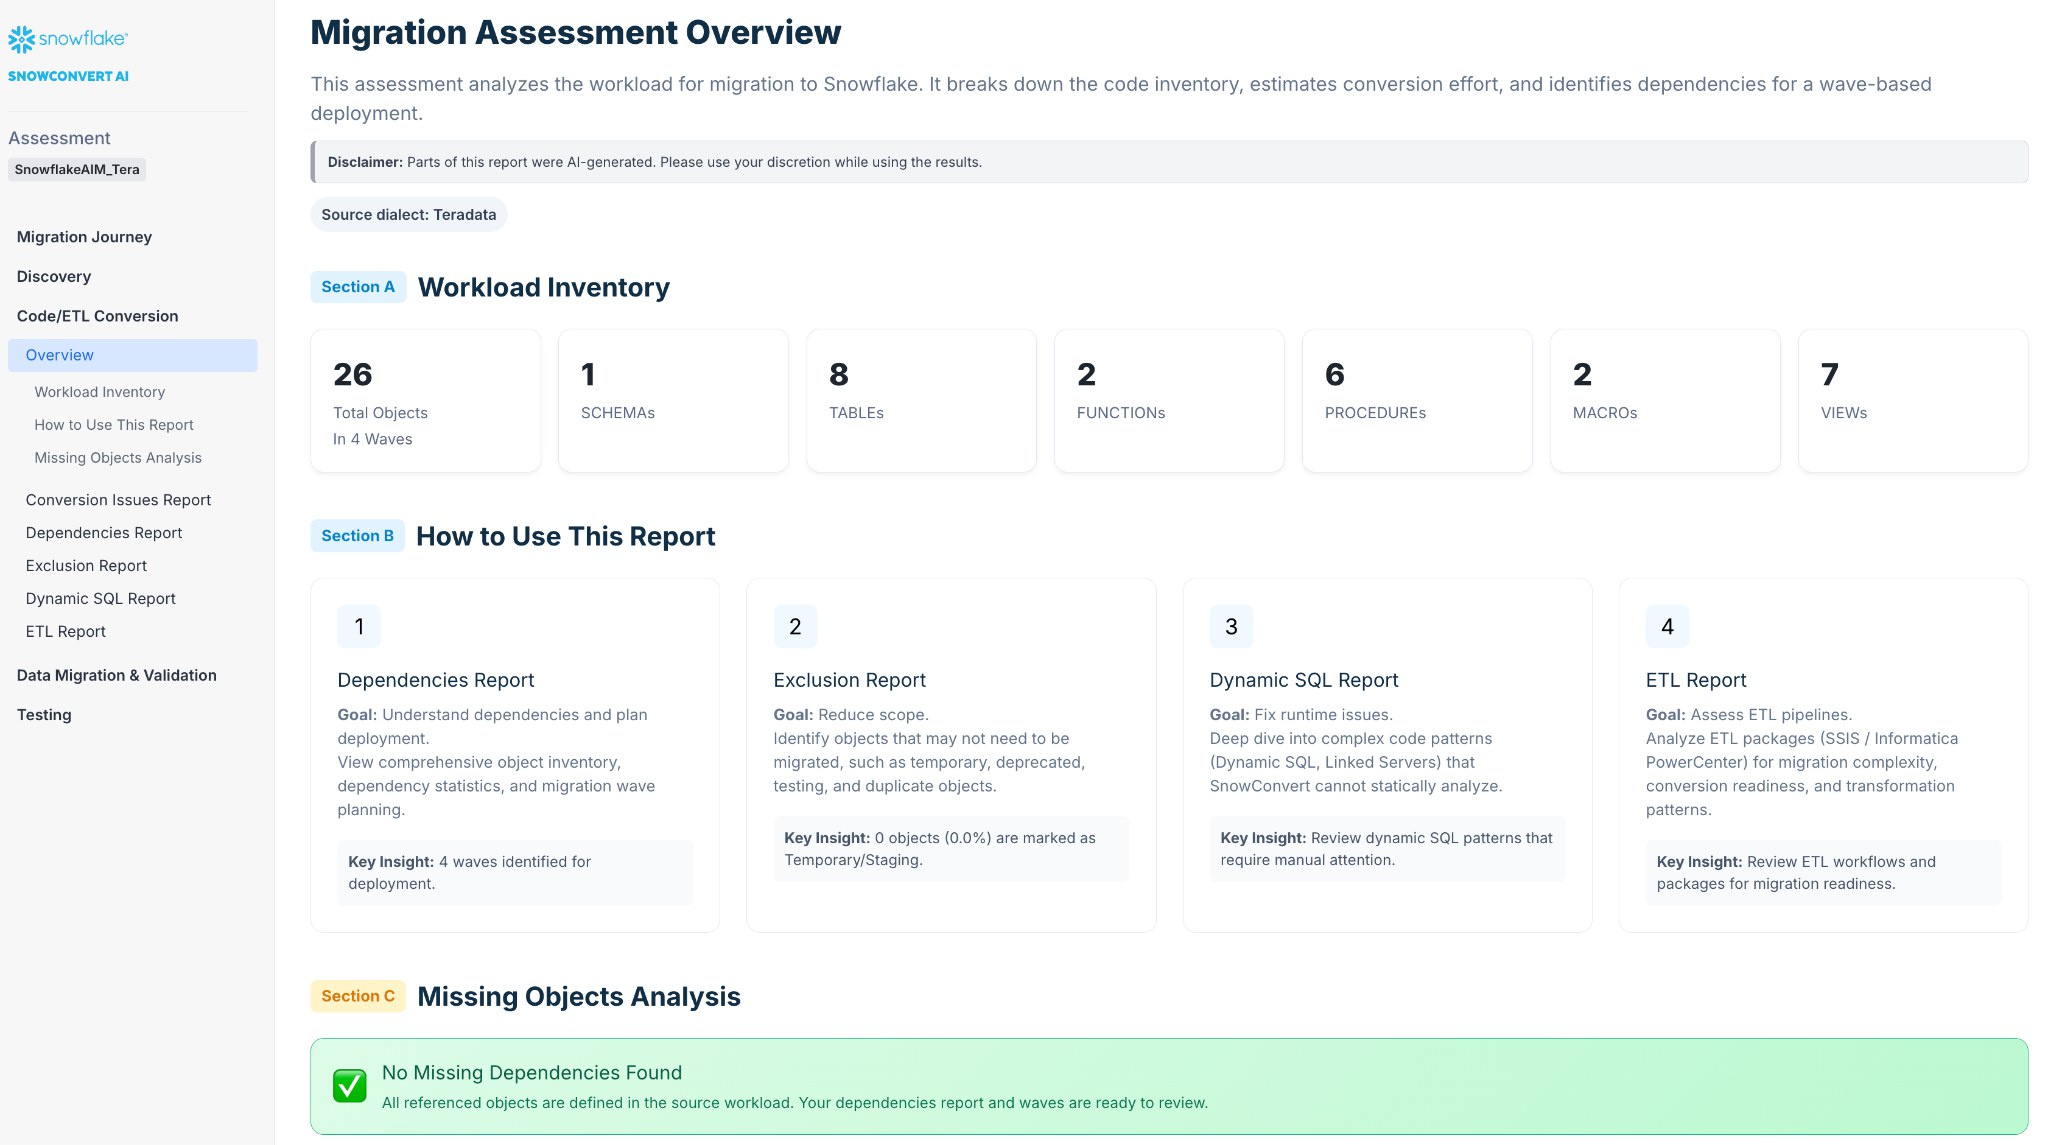 snowflake
SNOWCONVERT AI
Assessment
SnowflakeAIM_Tera
Migration Journey
Discovery
Code/ETL Conversion
Overview
Workload Inventory
How to Use This Report
Missing Objects Analysis
Conversion Issues Report
Dependencies Report
Exclusion Report
Dynamic SQL Report
ETL Report
Data Migration & Validation
Testing
Migration Assessment Overview
This assessment analyzes the workload for migration to Snowflake. It breaks down the code inventory, estimates conversion effort, and identifies dependencies for a wave-based
deployment.
Disclaimer: Parts of this report were AI-generated. Please use your discretion while using the results.
Source dialect: Teradata
Section A Workload Inventory
26
Total Objects
In 4 Waves
1
SCHEMAs
8
TABLEs
2
FUNCTIONs
6
PROCEDUREs
2
MACROs
7
VIEWs
Section B How to Use This Report
1
Dependencies Report
Goal: Understand dependencies and plan
deployment.
View comprehensive object inventory,
dependency statistics, and migration wave
planning.
Key Insight: 4 waves identified for
deployment.
2
Exclusion Report
Goal: Reduce scope.
Identify objects that may not need to be
migrated, such as temporary, deprecated,
testing, and duplicate objects.
Key Insight: 0 objects (0.0%) are marked as
Temporary/Staging.
3
Dynamic SQL Report
Goal: Fix runtime issues.
Deep dive into complex code patterns
(Dynamic SQL, Linked Servers) that
SnowConvert cannot statically analyze.
Key Insight: Review dynamic SQL patterns that
require manual attention.
4
ETL Report
Goal: Assess ETL pipelines.
Analyze ETL packages (SSIS / Informatica
PowerCenter) for migration complexity,
conversion readiness, and transformation
patterns.
Key Insight: Review ETL workflows and
packages for migration readiness.
Section C Missing Objects Analysis
No Missing Dependencies Found
All referenced objects are defined in the source workload. Your dependencies report and waves are ready to review.